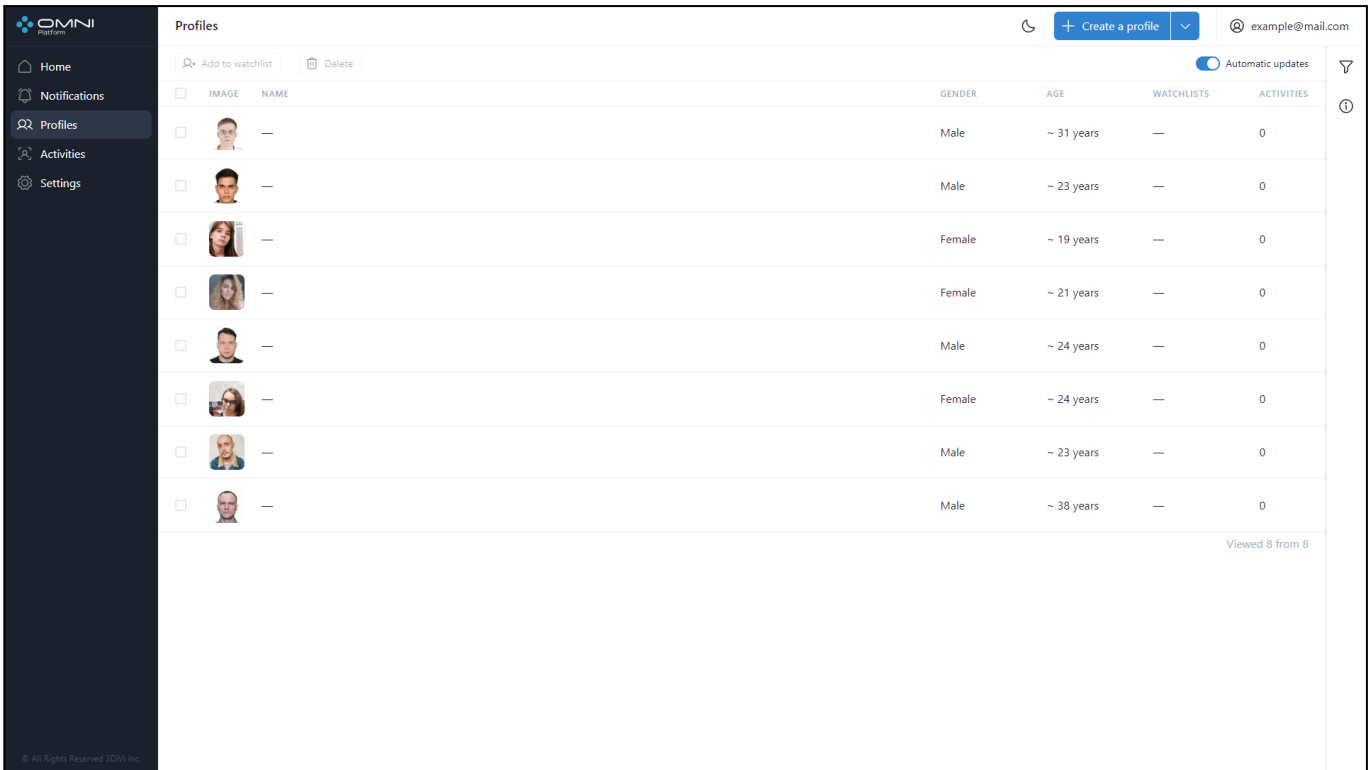 OMNI
Platform
Profiles
Create a profile
example@mail.com
Home
Notifications
Profiles
Activities
Settings
Add to watchlist
Delete
Automatic updates
IMAGE NAME GENDER AGE WATCHLISTS ACTIVITIES
— Male ~ 31 years — 0
— Male ~ 23 years — 0
— Female ~ 19 years — 0
— Female ~ 21 years — 0
— Male ~ 24 years — 0
— Female ~ 24 years — 0
— Male ~ 23 years — 0
— Male ~ 38 years — 0
Viewed 8 from 8
© All Rights Reserved 3DiVi Inc.